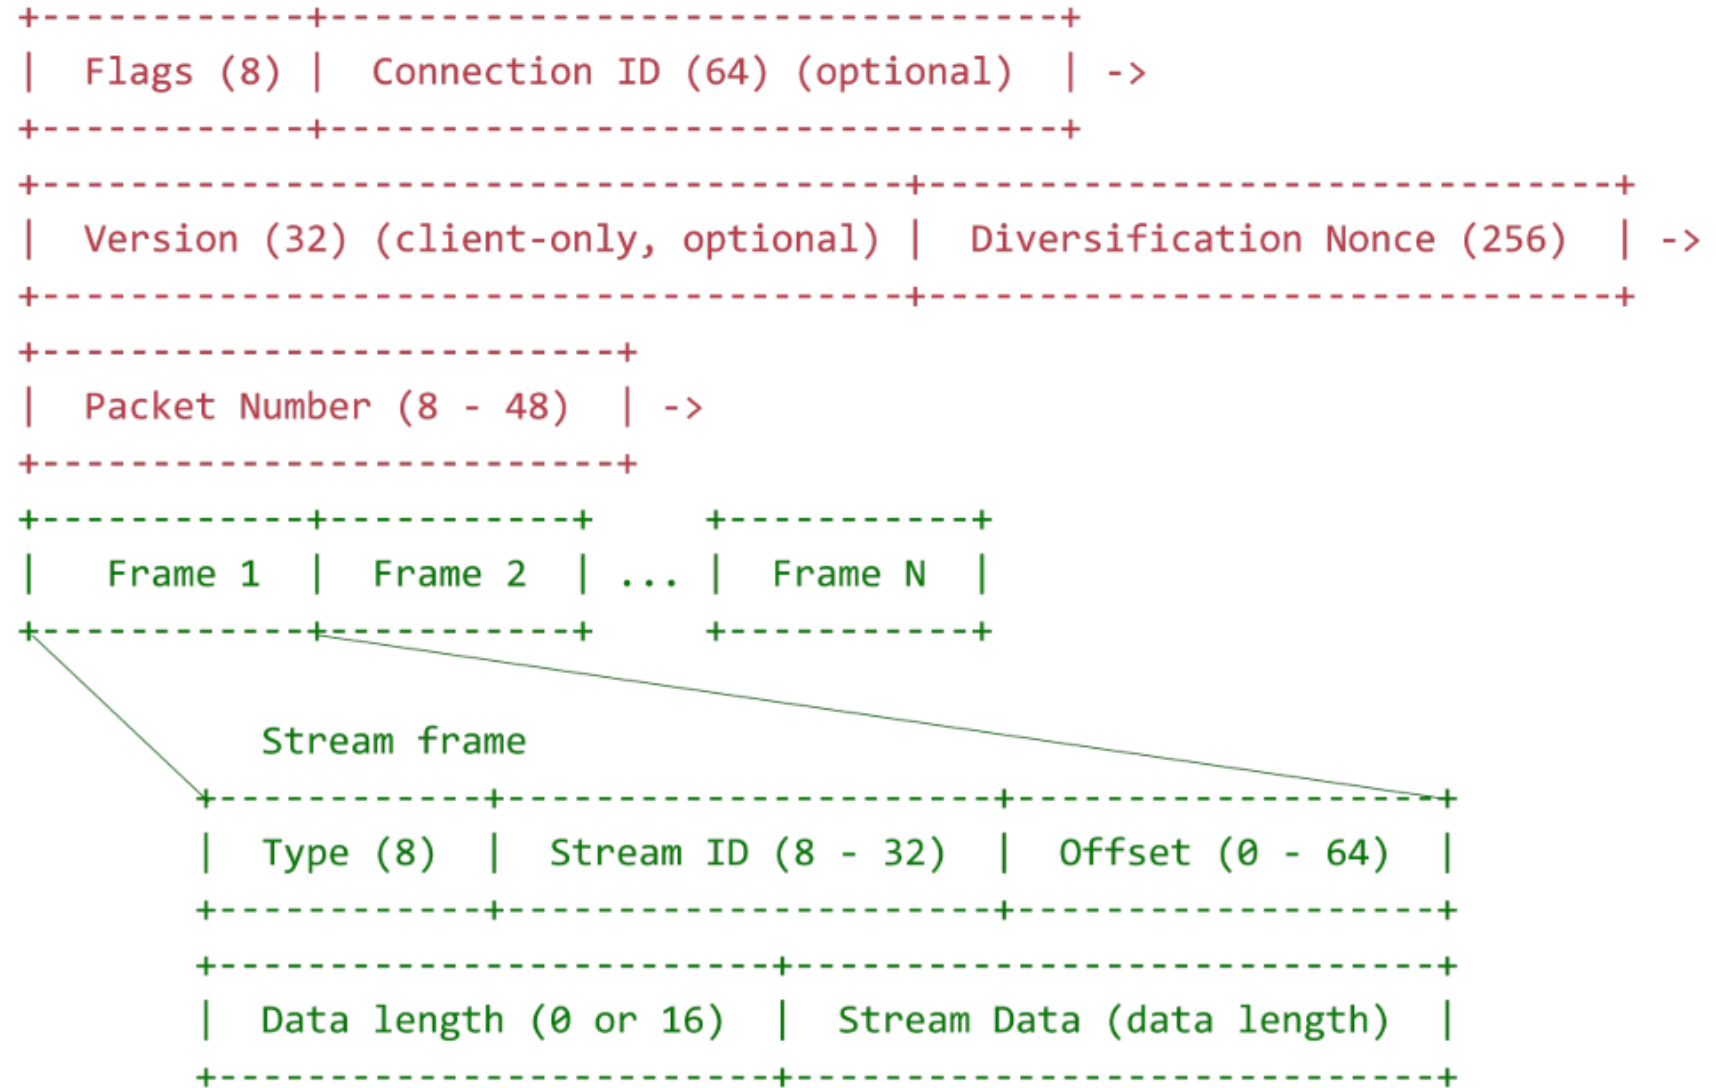 +------------+---------------------------------+
|  Flags (8) |  Connection ID (64) (optional)  | ->
+------------+---------------------------------+
+---------------------------------------+-------------------------------+
|  Version (32) (client-only, optional) |  Diversification Nonce (256)  | ->
+---------------------------------------+-------------------------------+
+--------------------------+
|  Packet Number (8 - 48)  | ->
+--------------------------+
+------------+-----------+     +-----------+
|   Frame 1  |  Frame 2  | ... |  Frame N  |
+------------+-----------+     +-----------+
Stream frame
+------------+----------------------+-------------------+
|  Type (8)  |  Stream ID (8 - 32)  |  Offset (0 - 64)  |
+------------+----------------------+-------------------+
+-------------------------+-----------------------------+
|  Data length (0 or 16)  |  Stream Data (data length)  |
+-------------------------+-----------------------------+